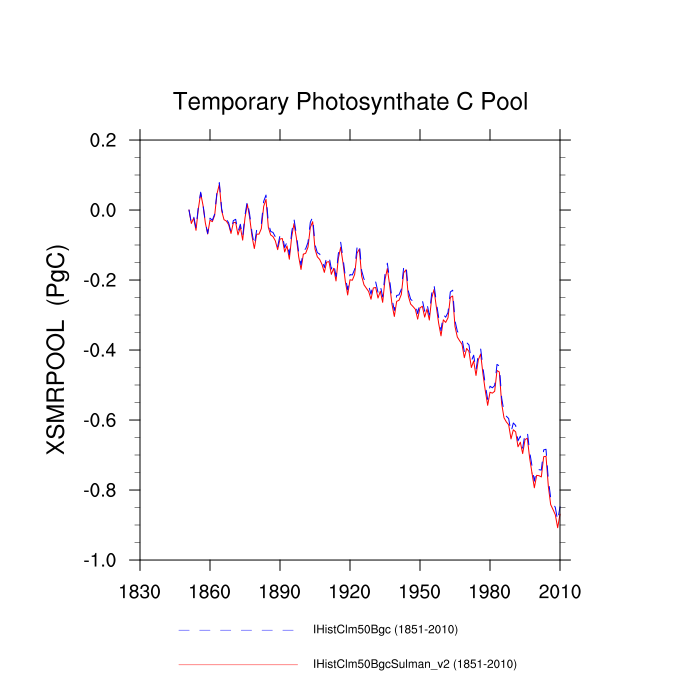 Temporary Photosynthate C Pool
XSMRPOOL (PgC)
0.2
0.0
-0.2
-0.4
-0.6
-0.8
-1.0
1830 1860 1890 1920 1950 1980 2010
IHistClm50Bgc (1851-2010)
IHistClm50BgcSulman_v2 (1851-2010)